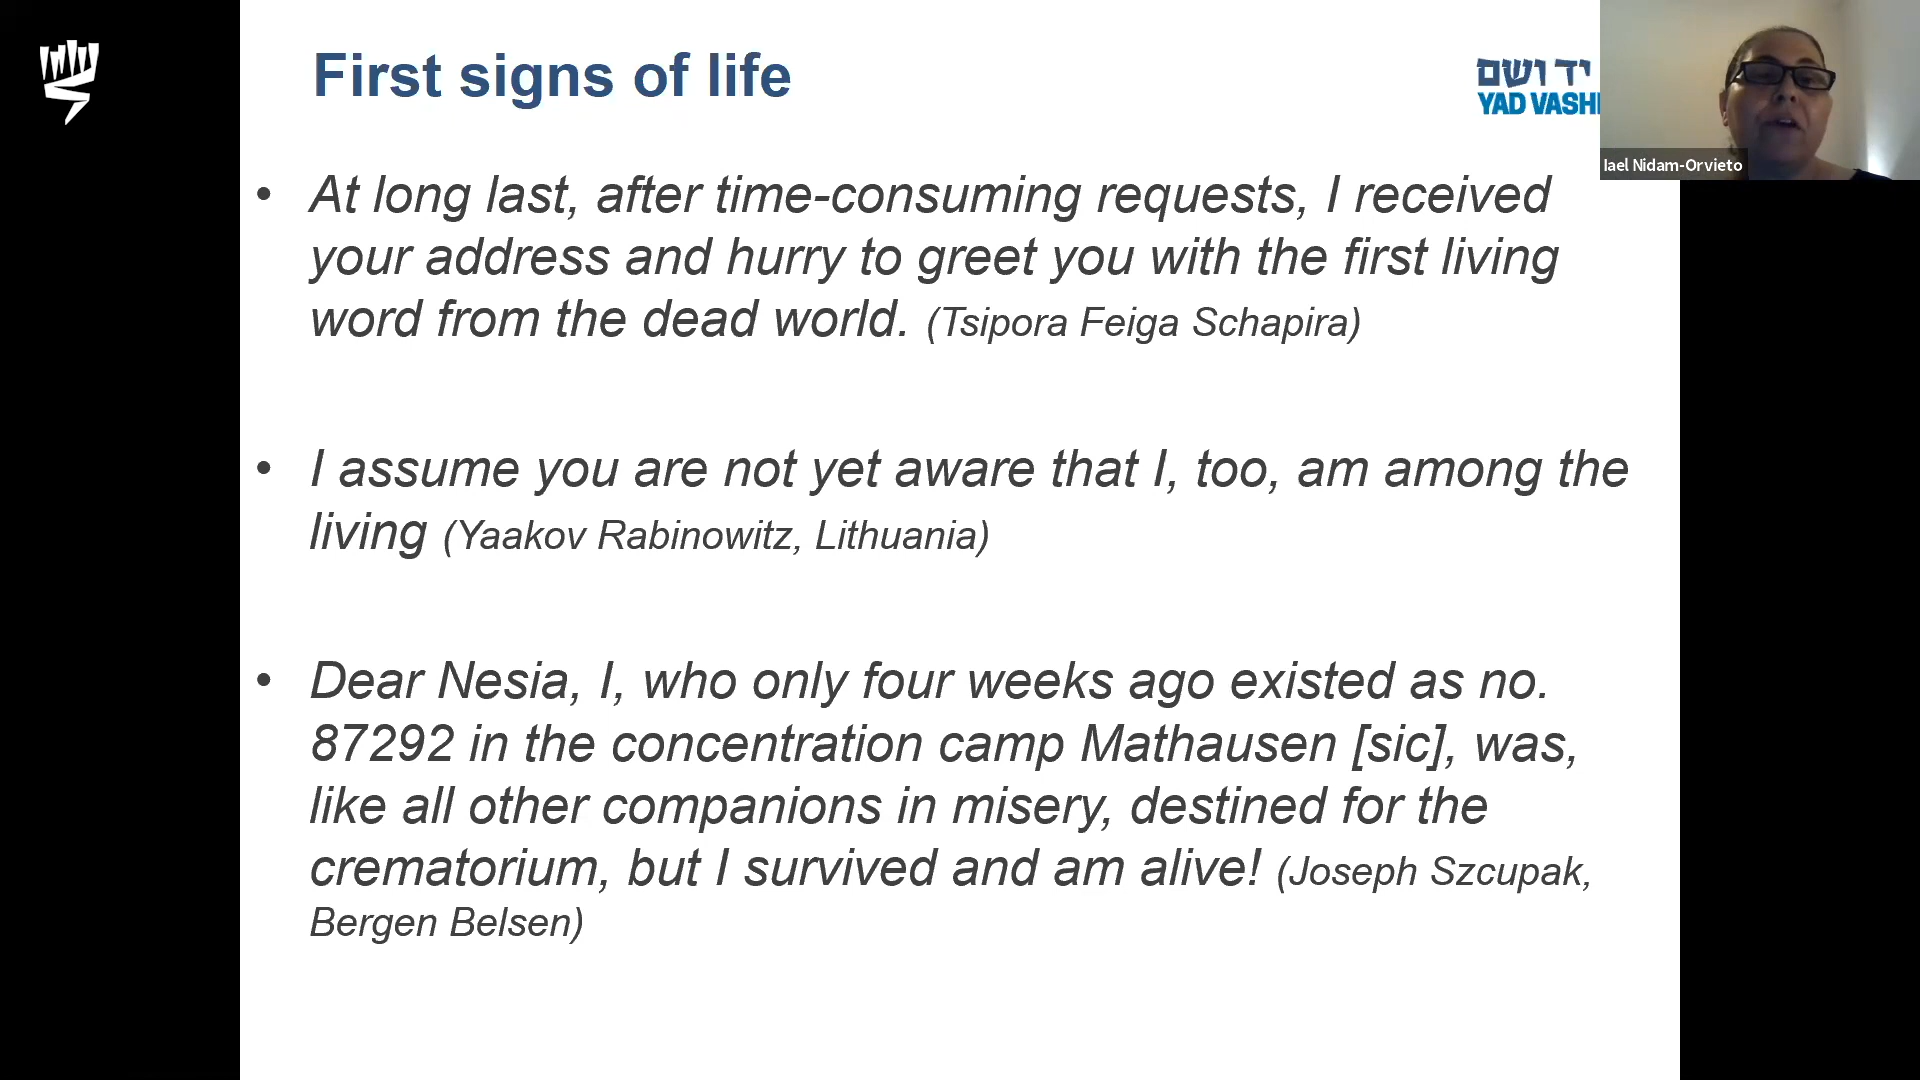 First signs of life
יד ושם
YAD VASH
Iael Nidam-Orvieto
• At long last, after time-consuming requests, I received
your address and hurry to greet you with the first living
word from the dead world. (Tsipora Feiga Schapira)
• I assume you are not yet aware that I, too, am among the
living (Yaakov Rabinowitz, Lithuania)
• Dear Nesia, I, who only four weeks ago existed as no.
87292 in the concentration camp Mathausen [sic], was,
like all other companions in misery, destined for the
crematorium, but I survived and am alive! (Joseph Szcupak,
Bergen Belsen)